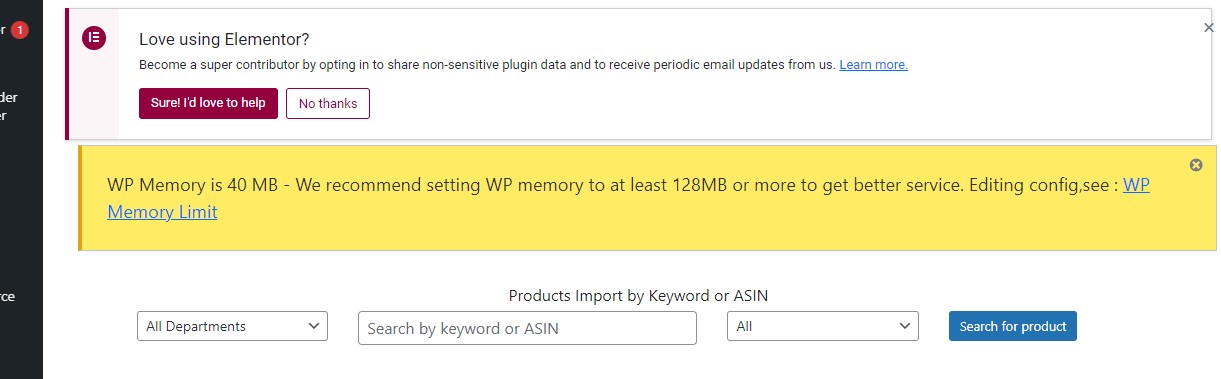 r 1
Love using Elementor?
Become a super contributor by opting in to share non-sensitive plugin data and to receive periodic email updates from us. Learn more.
Sure! I'd love to help No thanks
der
er
WP Memory is 40 MB - We recommend setting WP memory to at least 128MB or more to get better service. Editing config,see : WP
Memory Limit
rce
Products Import by Keyword or ASIN
All Departments Search by keyword or ASIN All Search for product